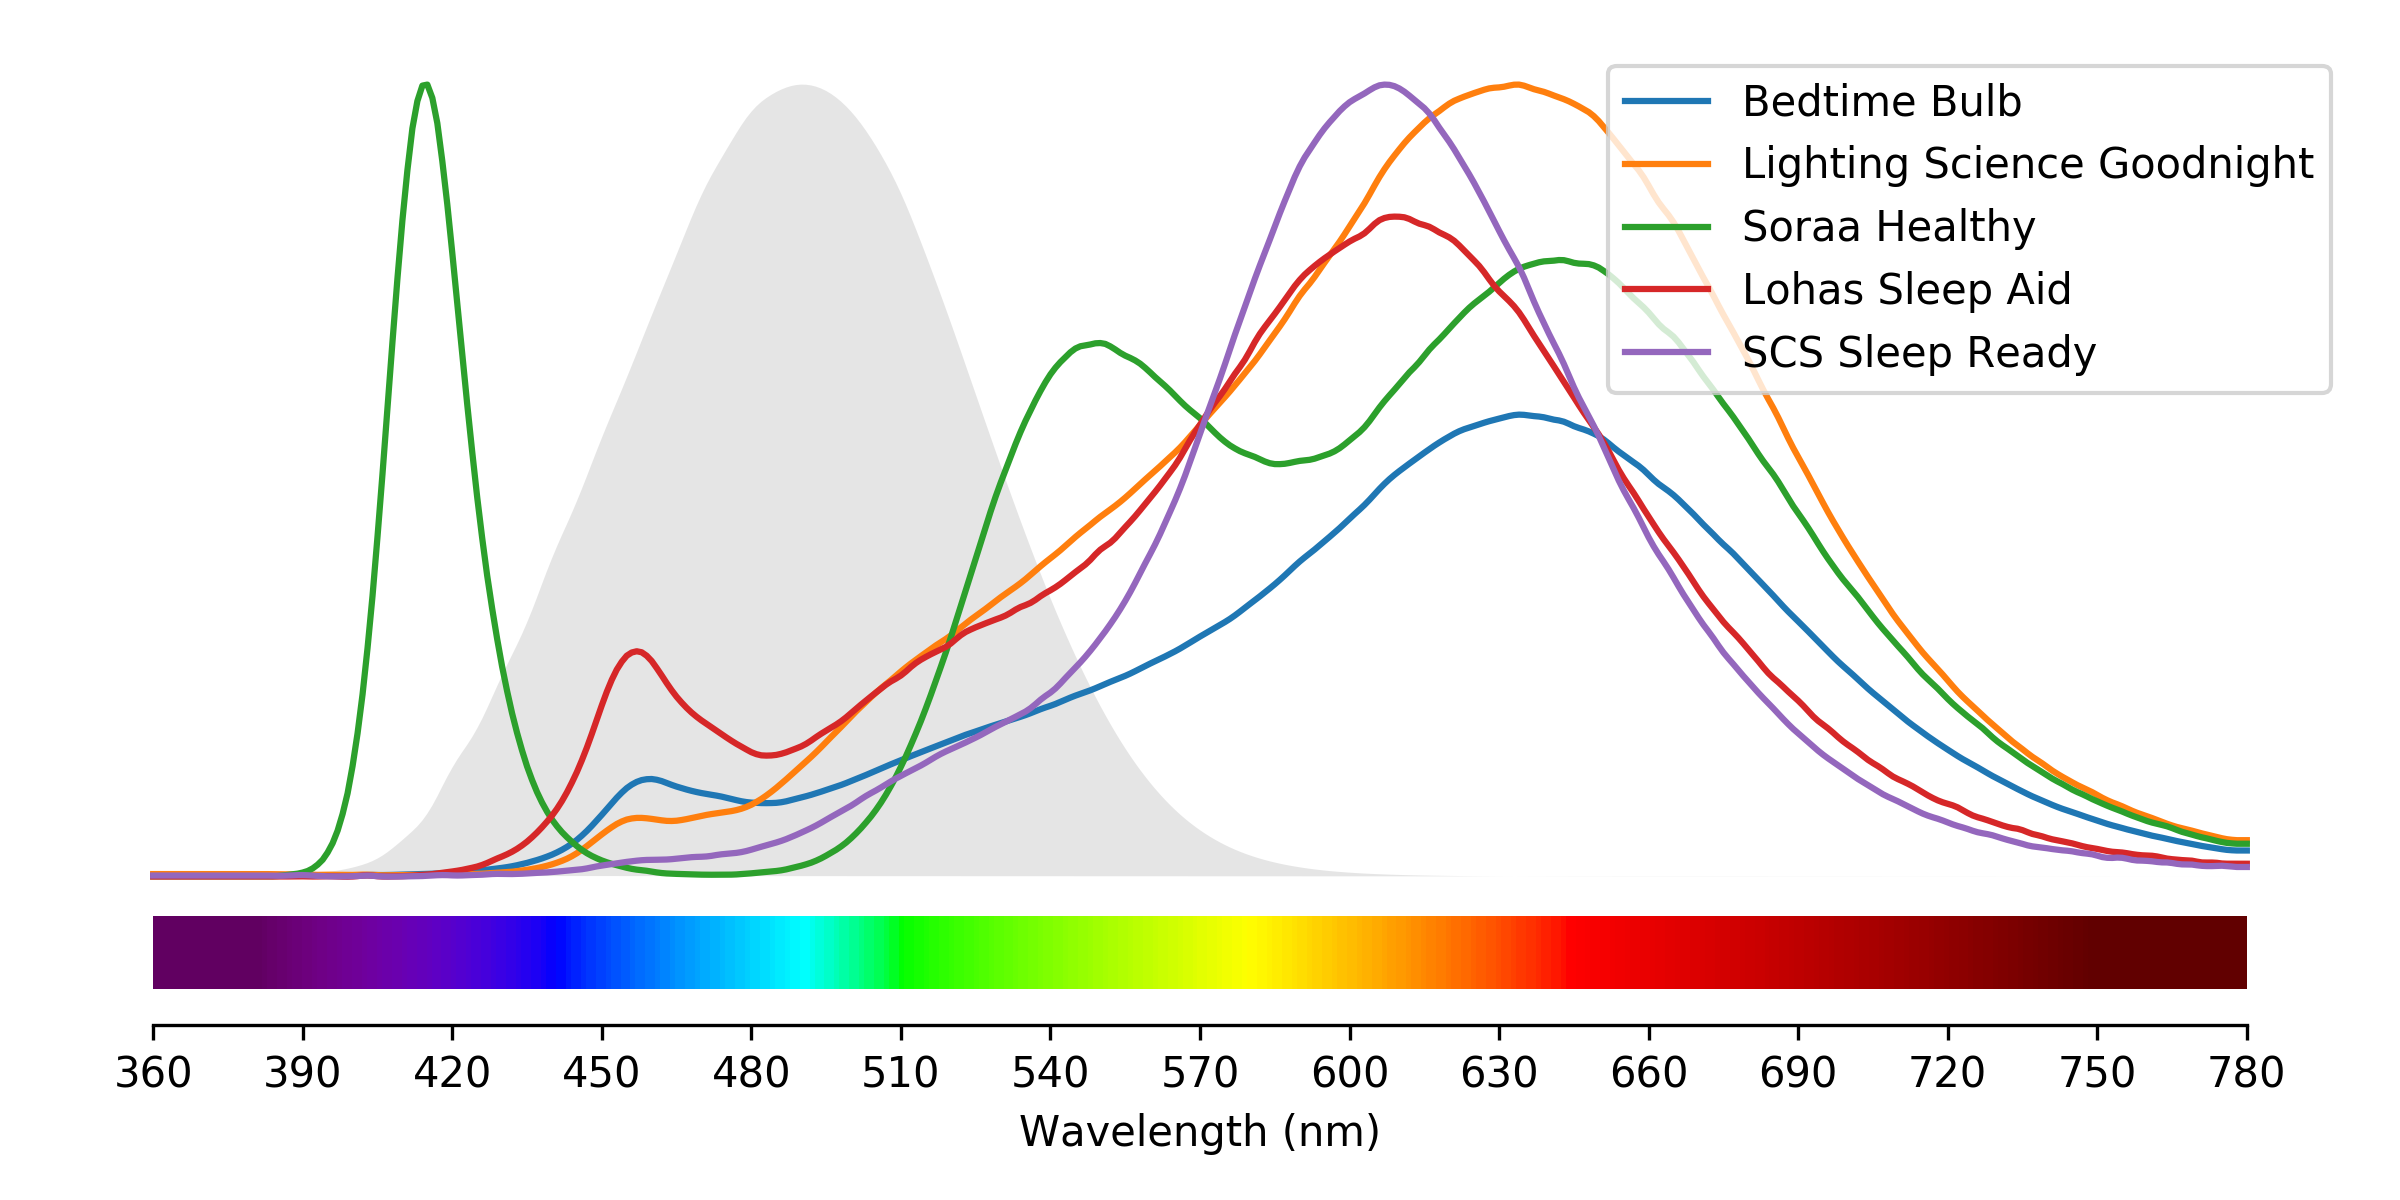 Bedtime Bulb
Lighting Science Goodnight
Soraa Healthy
Lohas Sleep Aid
SCS Sleep Ready
360 390 420 450 480 510 540 570 600 630 660 690 720 750 780
Wavelength (nm)